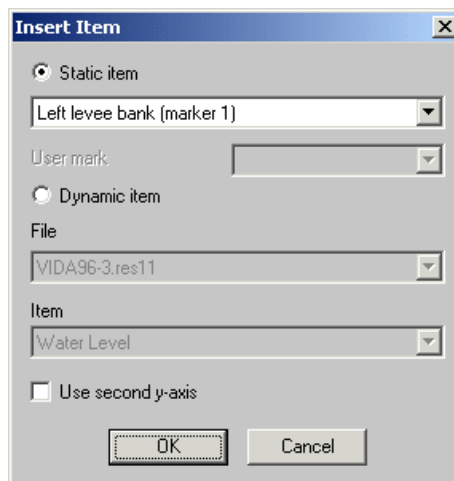 Insert Item
Static item
Left levee bank (marker 1)
User mark
Dynamic item
File
VIDA96-3.res11
Item
Water Level
Use second y-axis
OK Cancel